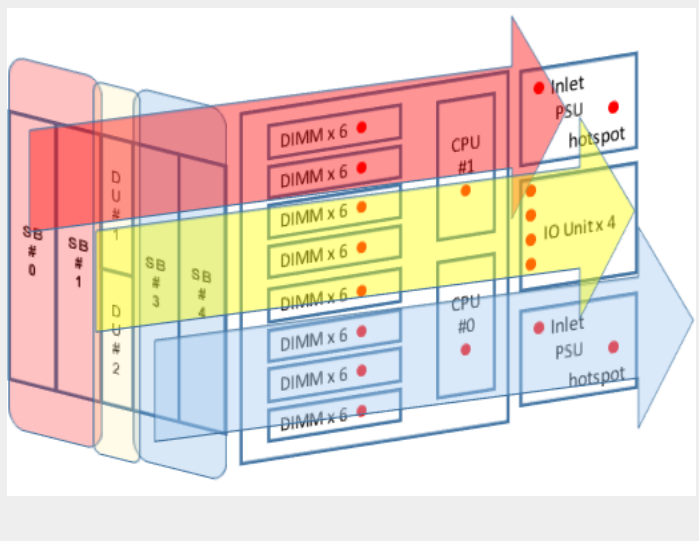 SB
#
0
SB
#
1
D
U
#
1
D
U
#
2
SB
#
3
SB
#
4
DIMM x 6
DIMM x 6
DIMM x 6
DIMM x 6
DIMM x 6
DIMM x 6
DIMM x 6
DIMM x 6
CPU
#1
CPU
#0
Inlet
PSU
hotspot
IO Unit x 4
Inlet
PSU
hotspot